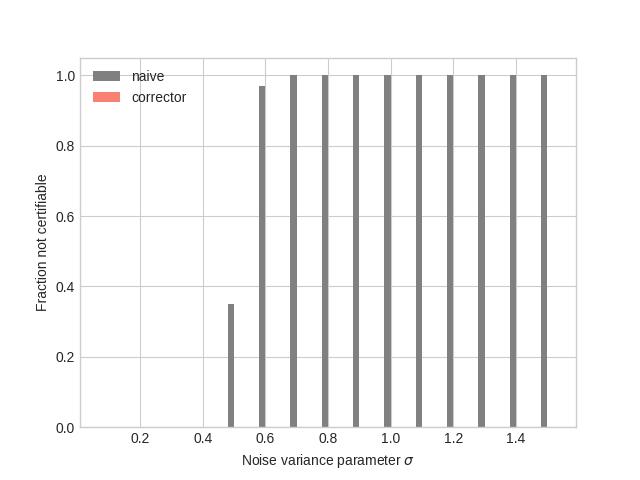 naive
corrector
Fraction not certifiable
1.0
0.8
0.6
0.4
0.2
0.0
0.2 0.4 0.6 0.8 1.0 1.2 1.4
Noise variance parameter σ